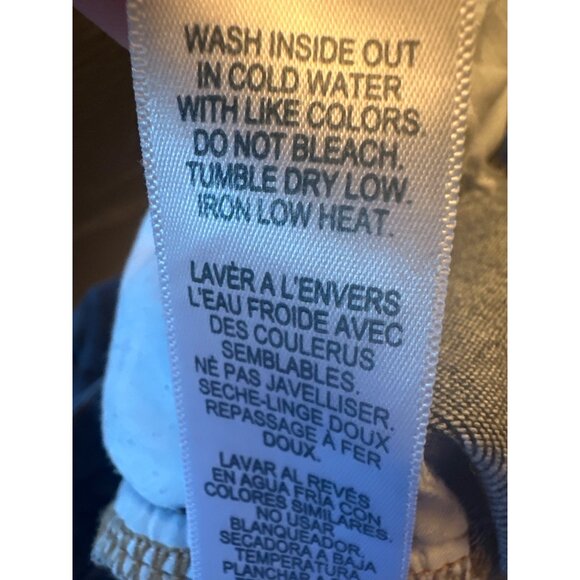 WASH INSIDE OUT
IN COLD WATER
WITH LIKE COLORS.
DO NOT BLEACH.
TUMBLE DRY LOW.
IRON LOW HEAT.
LAVÈR A L'ENVERS
L'EAU FROIDE AVEC
DES COULERUS
SEMBLABLES.
NÉ PAS JAVELLISER.
SECHE-LINGE DOUX
REPASSAGE À FER
DOUX.
LAVAR AL REVÉS
EN AGUA FRÍA CON
COLORES SIMILARES.
NO USAR
BLANQUEADOR.
SECADORA A BAJA
TEMPERATURA
PLANCHAR A